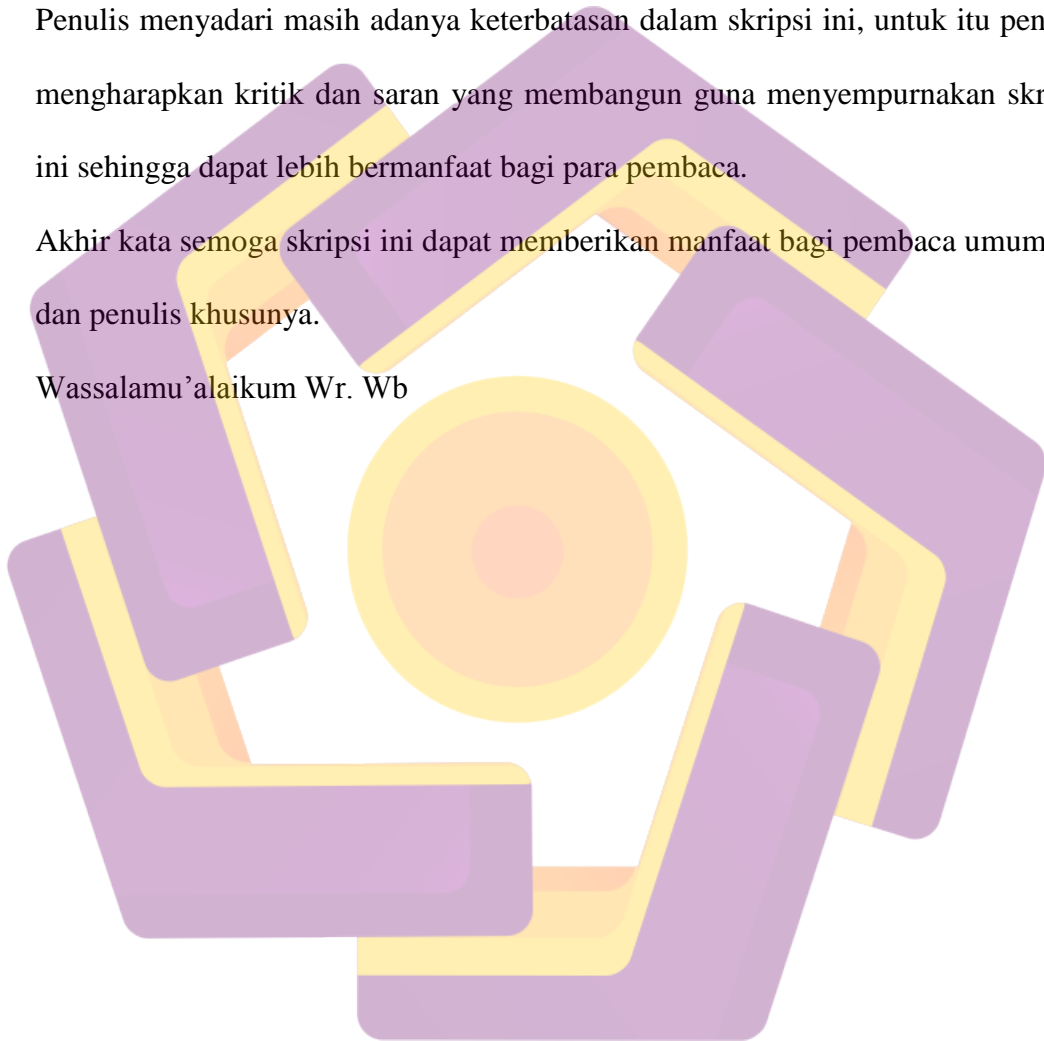 Penulis menyadari masih adanya keterbatasan dalam skripsi ini, untuk itu pen
mengharapkan kritik dan saran yang membangun guna menyempurnakan skr
ini sehingga dapat lebih bermanfaat bagi para pembaca.
Akhir kata semoga skripsi ini dapat memberikan manfaat bagi pembaca umum
dan penulis khusunya.
Wassalamu’alaikum Wr. Wb